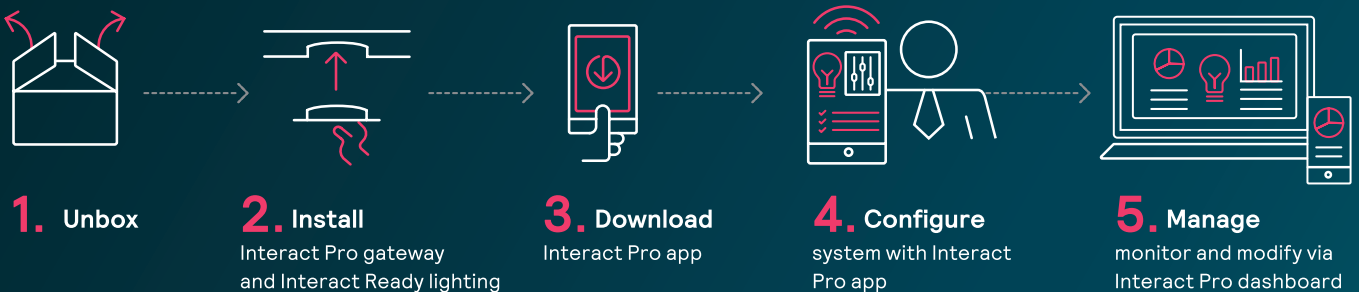 1. Unbox
2. Install
Interact Pro gateway
and Interact Ready lighting
3. Download
Interact Pro app
4. Configure
system with Interact
Pro app
5. Manage
monitor and modify via
Interact Pro dashboard